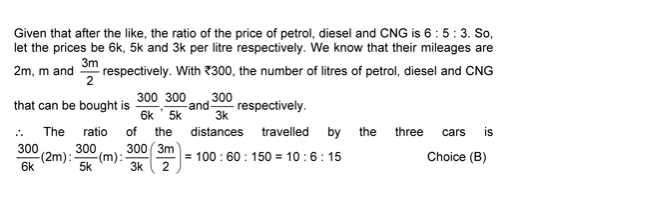 Given that after the like, the ratio of the price of petrol, diesel and CNG is 6 : 5 : 3. So,
let the prices be 6k, 5k and 3k per litre respectively. We know that their mileages are
2m, m and 3m/2 respectively. With ₹300, the number of litres of petrol, diesel and CNG
that can be bought is 300/6k, 300/5k and 300/3k respectively.
∴ The ratio of the distances travelled by the three cars is
300/6k (2m) : 300/5k (m) : 300/3k (3m/2) = 100 : 60 : 150 = 10 : 6 : 15 Choice (B)